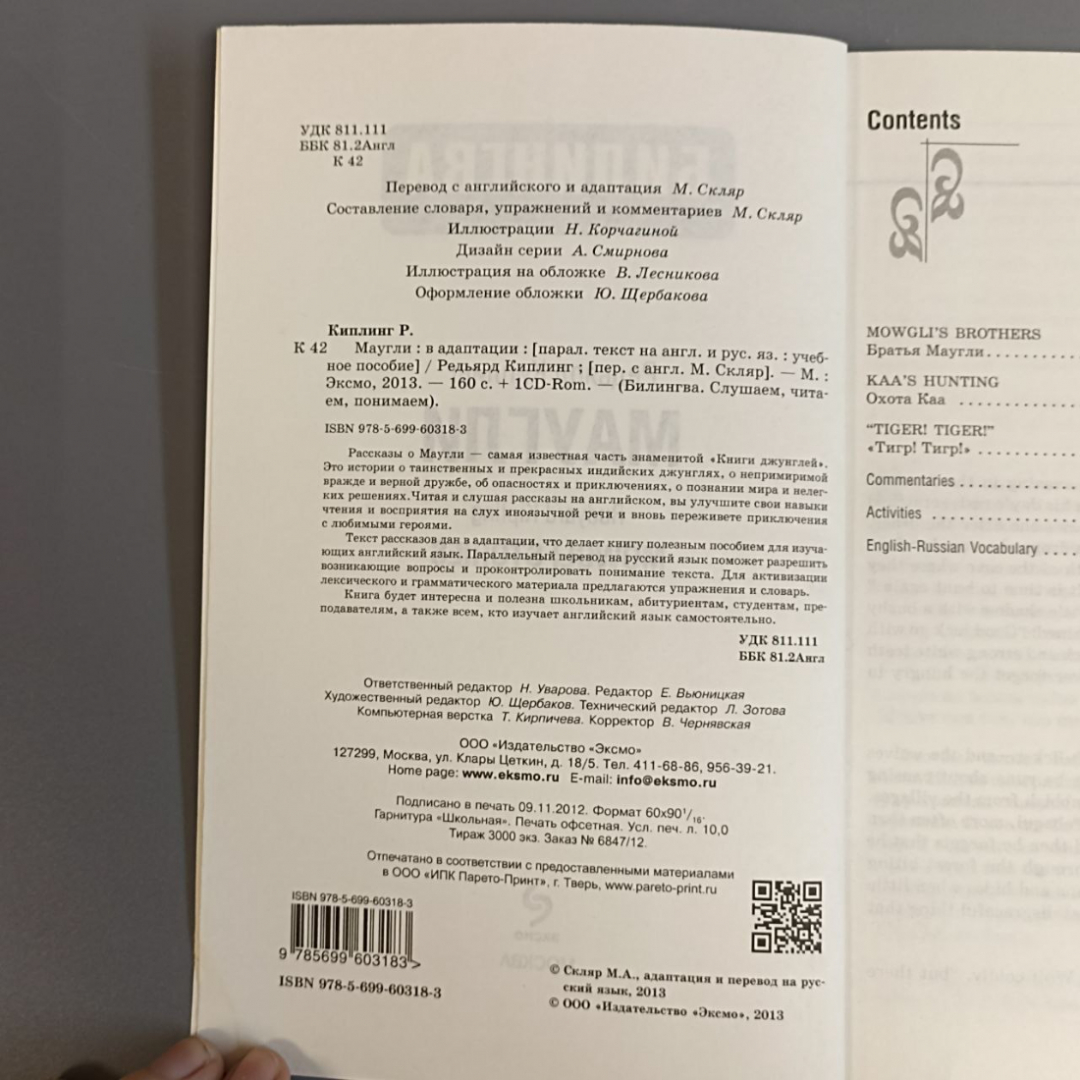 УДК 811.111
ББК 81.2Англ
К 42
Перевод с английского и адаптация М. Скляр
Составление словаря, упражнений и комментариев М. Скляр
Иллюстрации Н. Корчагиной
Дизайн серии А. Смирнова
Иллюстрация на обложке В. Лесникова
Оформление обложки Ю. Щербакова
Киплинг Р.
К 42 Маугли : в адаптации : [парал. текст на англ. и рус. яз. : учеб-
ное пособие] / Редьярд Киплинг ; [пер. с англ. М. Скляр]. — М. :
Эксмо, 2013. — 160 с. + 1CD-Rom. — (Билингва. Слушаем, чита-
ем, понимаем).
ISBN 978-5-699-60318-3
Рассказы о Маугли — самая известная часть знаменитой «Книги джунглей».
Это истории о таинственных и прекрасных индийских джунглях, о непримиримой
вражде и верной дружбе, об опасностях и приключениях, о познании мира и нелег-
ких решениях.Читая и слушая рассказы на английском, вы улучшите свои навыки
чтения и восприятия на слух иноязычной речи и вновь переживете приключения
с любимыми героями.
Текст рассказов дан в адаптации, что делает книгу полезным пособием для изуча-
ющих английский язык. Параллельный перевод на русский язык поможет разрешить
возникающие вопросы и проконтролировать понимание текста. Для активизации
лексического и грамматического материала предлагаются упражнения и словарь.
Книга будет интересна и полезна школьникам, абитуриентам, студентам, пре-
подавателям, а также всем, кто изучает английский язык самостоятельно.
УДК 811.111
ББК 81.2Англ
Ответственный редактор Н. Уварова. Редактор Е. Вьюницкая
Художественный редактор Ю. Щербаков. Технический редактор Л. Зотова
Компьютерная верстка Т. Кирпичева. Корректор В. Чернявская
ООО «Издательство «Эксмо»
127299, Москва, ул. Клары Цеткин, д. 18/5. Тел. 411-68-86, 956-39-21.
Home page: www.eksmo.ru E-mail: info@eksmo.ru
Подписано в печать 09.11.2012. Формат 60x90 1/16.
Гарнитура «Школьная». Печать офсетная. Усл. печ. л. 10,0
Тираж 3000 экз. Заказ № 6847/12.
Отпечатано в соответствии с предоставленными материалами
в ООО «ИПК Парето-Принт», г. Тверь, www.pareto-print.ru
ISBN 978-5-699-60318-3
9 785699 603183 >
ISBN 978-5-699-60318-3
© Скляр М.А., адаптация и перевод на рус-
ский язык, 2013
© ООО «Издательство «Эксмо», 2013
Contents
MOWGLI'S BROTHERS
Братья Маугли
KAA'S HUNTING
Охота Каа
"TIGER! TIGER!"
«Тигр! Тигр!»
Commentaries
Activities
English-Russian Vocabulary